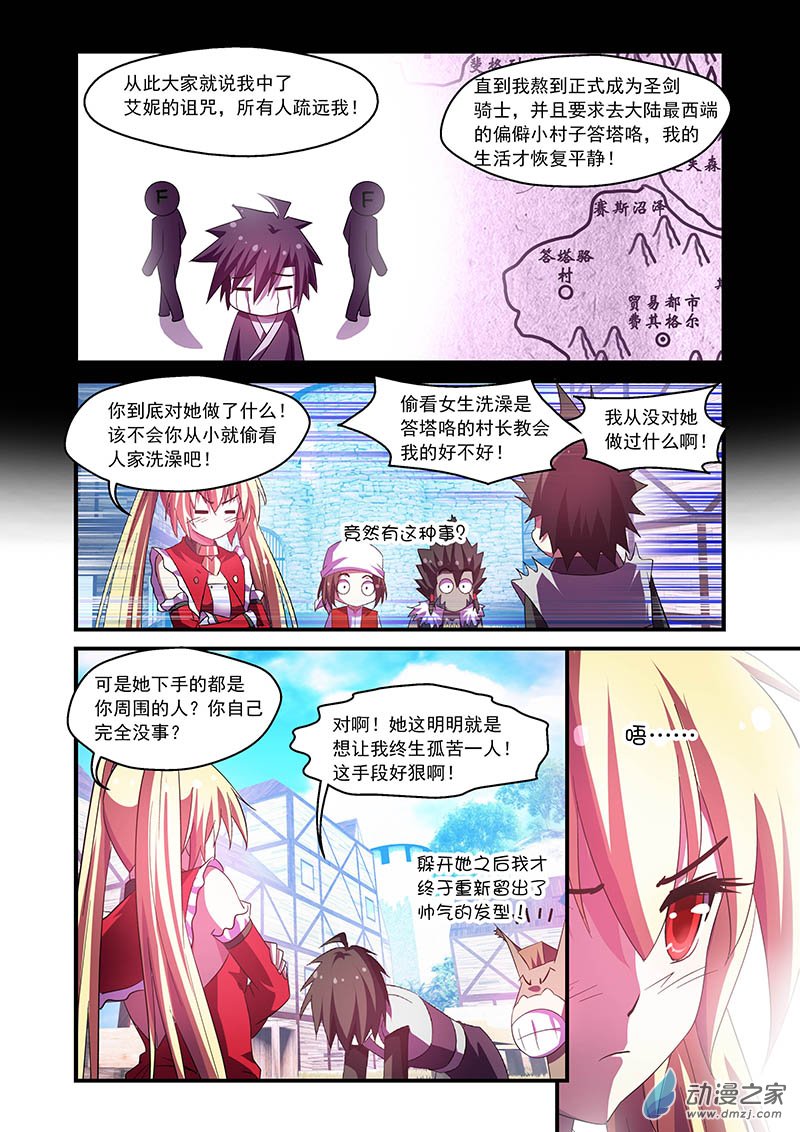 从此大家就说我中了
艾妮的诅咒，所有人疏远我！
F
F
直到我熬到正式成为圣剑
骑士，并且要求去大陆最西端
的偏僻小村子答塔咯，我的
生活才恢复平静！
赛斯沼泽
答塔骆
村
贸易都市
费其格尔
你到底对她做了什么！
该不会你从小就偷看
人家洗澡吧！
偷看女生洗澡是
答塔咯的村长教会
我的好不好！
我从没对她
做过什么啊！
竟然有这种事？
可是她下手的都是
你周围的人？你自己
完全没事？
对啊！她这明明就是
想让我终生孤苦一人！
这手段好狠啊！
躲开她之后我才
终于重新留出了
帅气的发型！！
唔……
动漫之家
www.dmzj.com